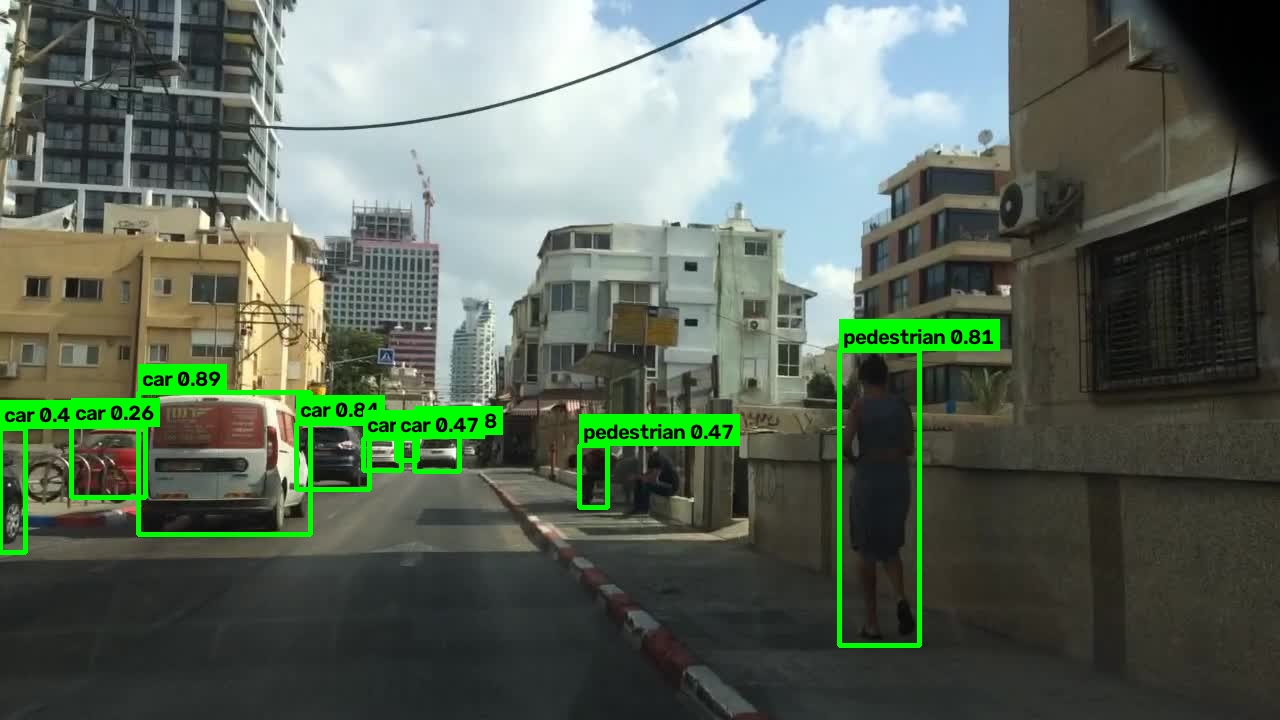 pedestrian 0.81
car 0.89
car 0.84
car 0.4
car 0.26
car
car 0.47
8
pedestrian 0.47